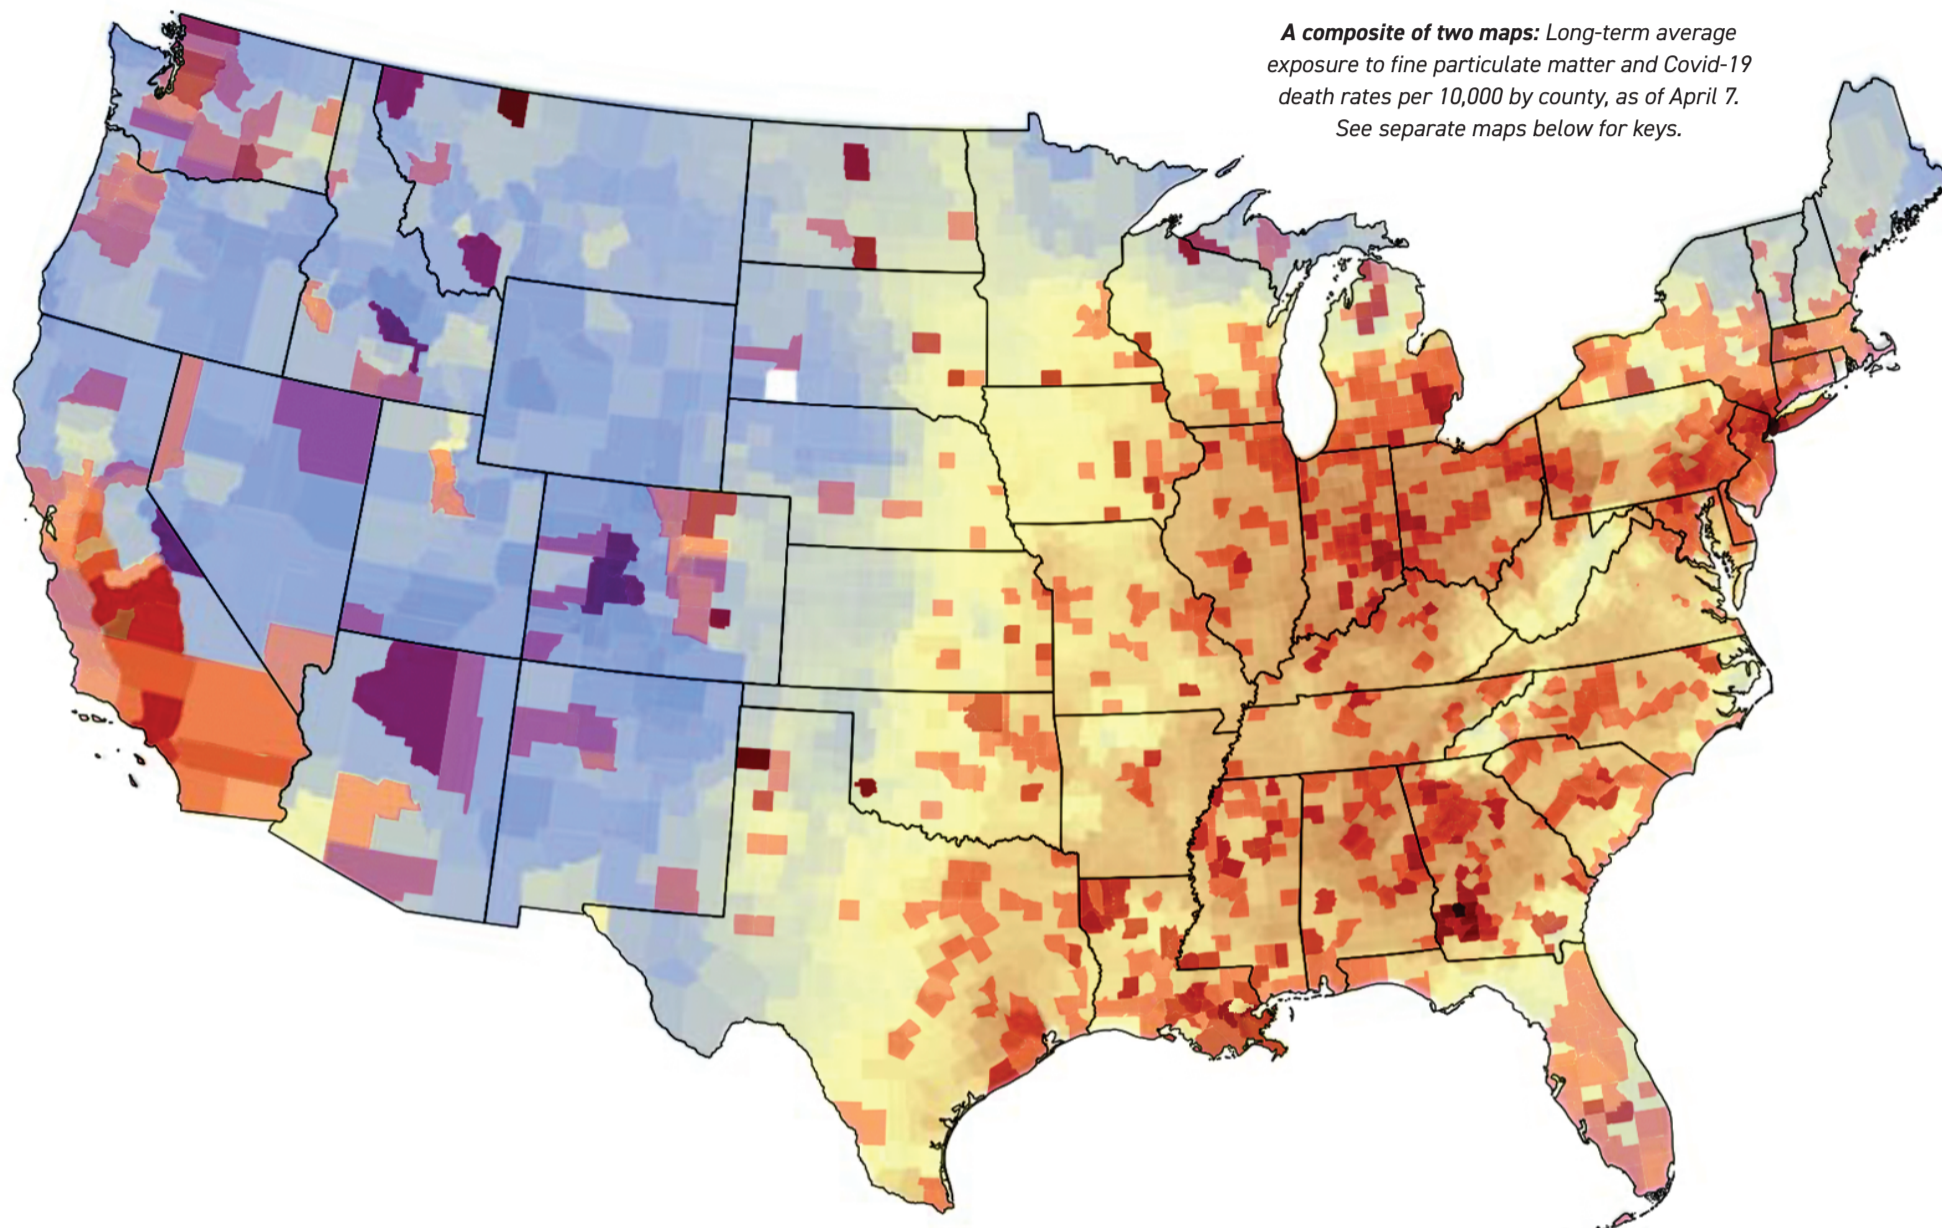 A composite of two maps: Long-term average
exposure to fine particulate matter and Covid-19
death rates per 10,000 by county, as of April 7.
See separate maps below for keys.